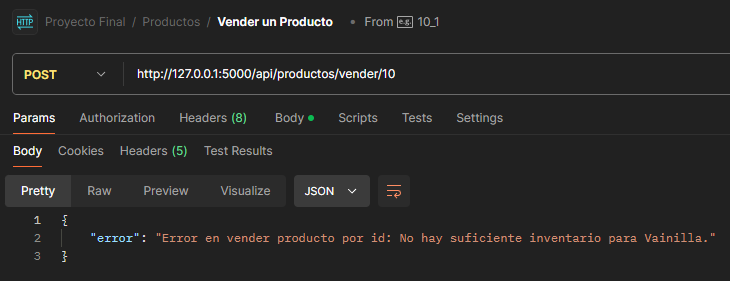 HTTP Proyecto Final / Productos / Vender un Producto • From e.g. 10_1
POST http://127.0.0.1:5000/api/productos/vender/10
Params Authorization Headers (8) Body Scripts Tests Settings
Body Cookies Headers (5) Test Results
Pretty Raw Preview Visualize JSON
1 {
2 "error": "Error en vender producto por id: No hay suficiente inventario para Vainilla."
3 }